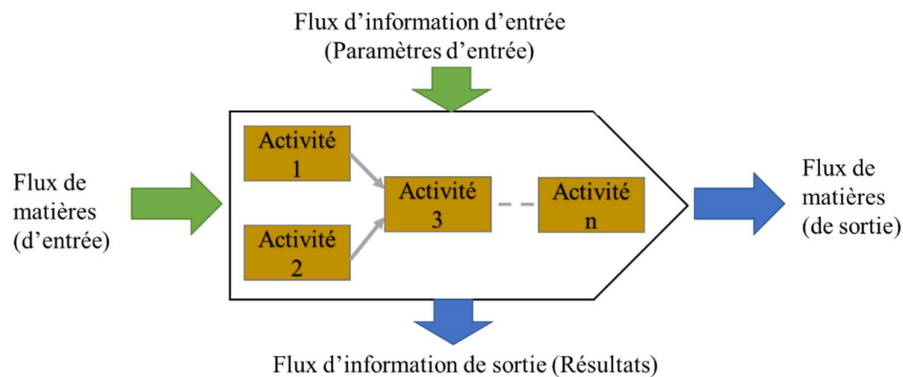 Flux d’information d’entrée
(Paramètres d’entrée)
Flux de
matières
(d’entrée)
Activité
1
Activité
2
Activité
3
Activité
n
Flux de
matières
(de sortie)
Flux d’information de sortie (Résultats)